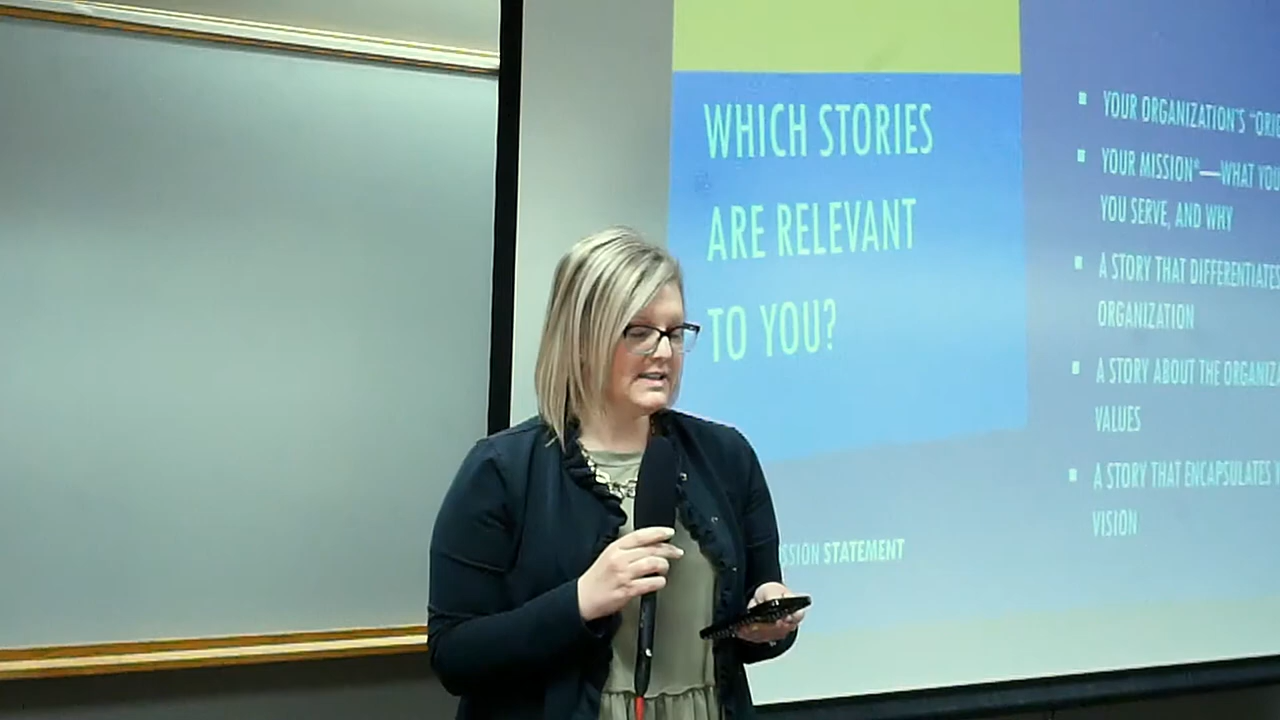 WHICH STORIES
ARE RELEVANT
TO YOU?
STATEMENT
▪ YOUR ORGANIZATION'S
▪ YOUR MISSION*—WHAT
YOU SERVE, AND WHY
▪ A STORY THAT DIFFERENTIATES
ORGANIZATION
▪ A STORY ABOUT THE
VALUES
▪ A STORY THAT ENCAPSULATES
VISION